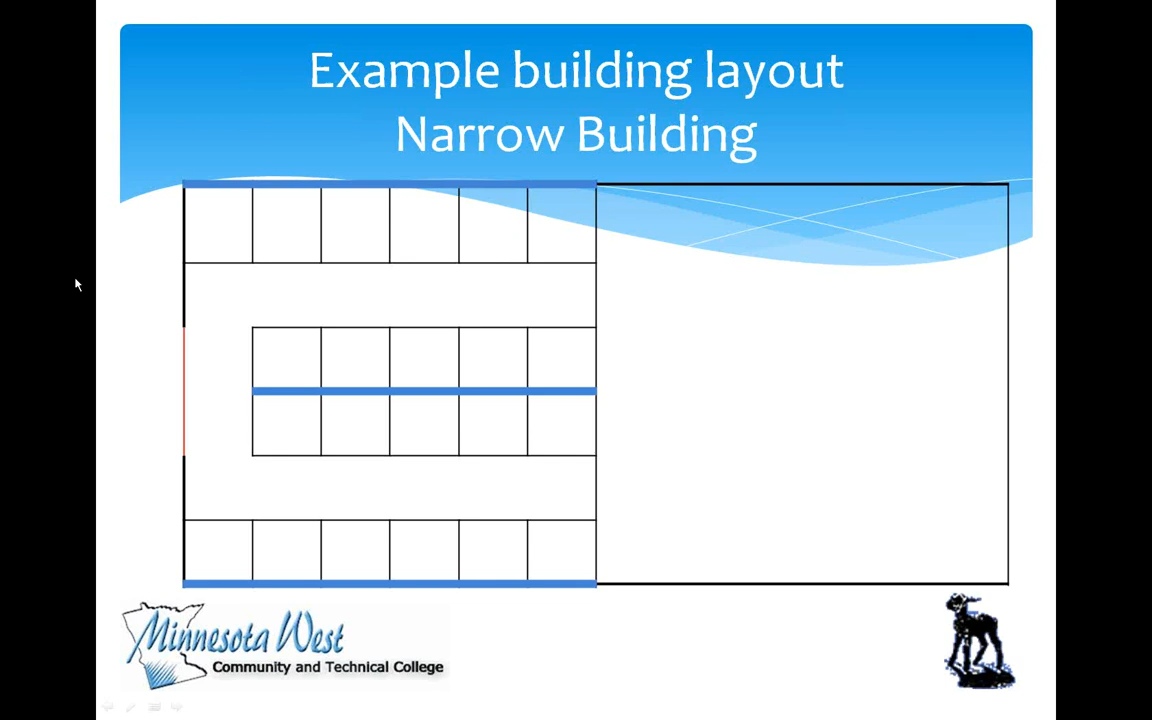 Example building layout
Narrow Building
Minnesota West
Community and Technical College